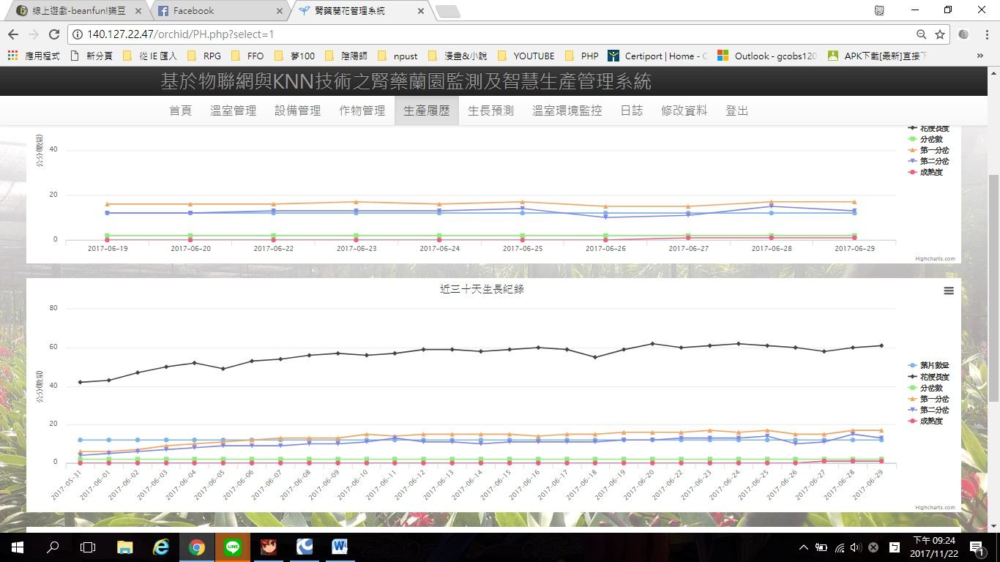 線上遊戲-beanfun!樂豆
Facebook
腎藥蘭花管理系統
140.127.22.47/orchid/PH.php?select=1
應用程式
新分頁
從 IE 匯入
RPG
FFO
夢100
陰陽師
npust
漫畫&小說
YOUTUBE
PHP
Certiport | Home - C
Outlook - gcobs120
APK下載[最新]直接下
»
基於物聯網與KNN技術之腎藥蘭園監測及智慧生產管理系統
首頁
溫室管理
設備管理
作物管理
生產履歷
生長預測
溫室環境監控
日誌
修改資料
登出
公分(數量)
40
20
0
花梗長度
分岔數
第一分岔
第二分岔
成熟度
2017-06-19
2017-06-20
2017-06-22
2017-06-23
2017-06-24
2017-06-25
2017-06-26
2017-06-27
2017-06-28
2017-06-29
Highcharts.com
近三十天生長紀錄
公分(數量)
80
60
40
20
0
葉片數量
花梗長度
分岔數
第一分岔
第二分岔
成熟度
2017-05-31
2017-06-01
2017-06-02
2017-06-03
2017-06-04
2017-06-05
2017-06-06
2017-06-07
2017-06-08
2017-06-09
2017-06-10
2017-06-11
2017-06-12
2017-06-13
2017-06-14
2017-06-15
2017-06-16
2017-06-17
2017-06-18
2017-06-19
2017-06-20
2017-06-22
2017-06-23
2017-06-24
2017-06-25
2017-06-26
2017-06-27
2017-06-28
2017-06-29
Highcharts.com
LINE
下午 09:24
2017/11/22
1